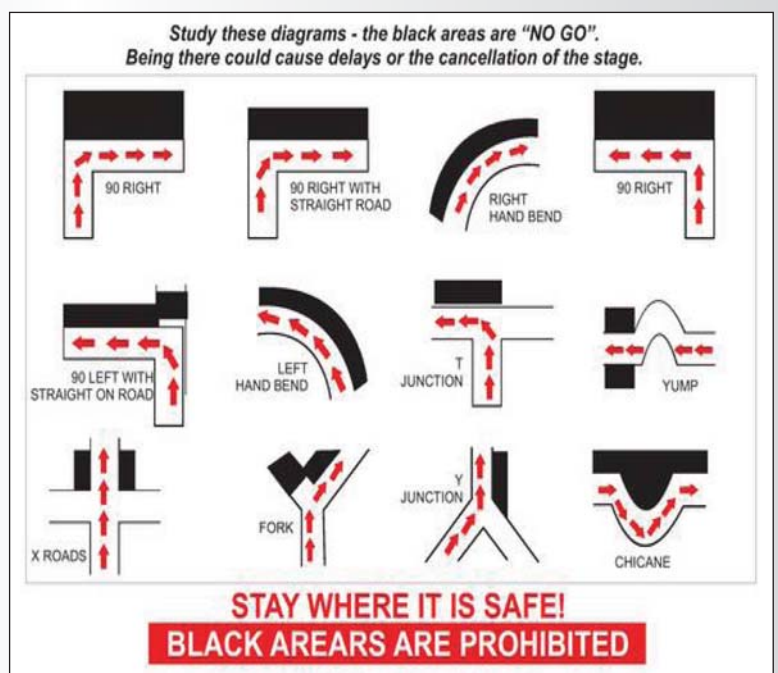 Study these diagrams - the black areas are “NO GO”.
Being there could cause delays or the cancellation of the stage.
90 RIGHT
90 RIGHT WITH
STRAIGHT ROAD
RIGHT
HAND BEND
90 RIGHT
90 LEFT WITH
STRAIGHT ON ROAD
LEFT
HAND BEND
T
JUNCTION
YUMP
X ROADS
FORK
Y
JUNCTION
CHICANE
STAY WHERE IT IS SAFE!
BLACK AREARS ARE PROHIBITED